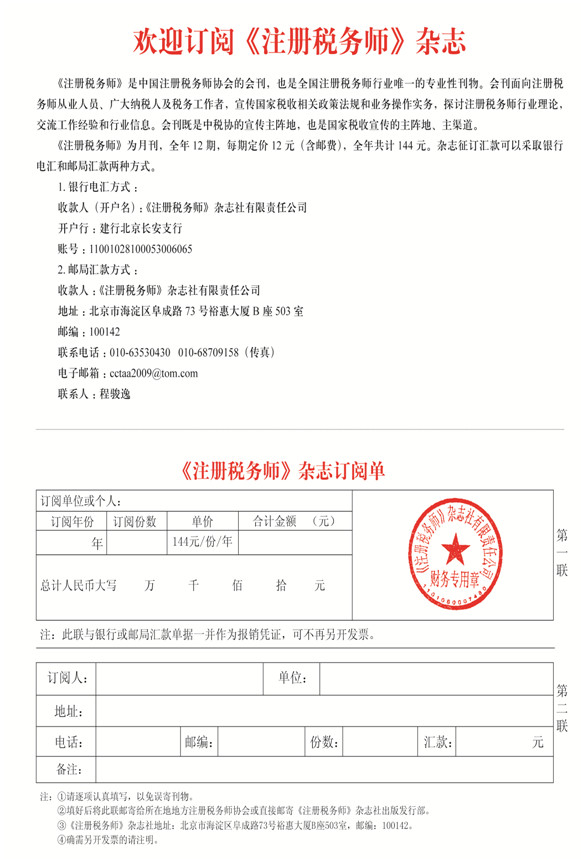 欢迎订阅《注册税务师》杂志
《注册税务师》是中国注册税务师协会的会刊，也是全国注册税务师行业唯一的专业性刊物。会刊面向注册税
务师从业人员、广大纳税人及税务工作者，宣传国家税收相关政策法规和业务操作实务，探讨注册税务师行业理论，
交流工作经验和行业信息。会刊既是中税协的宣传主阵地，也是国家税收宣传的主阵地、主渠道。
《注册税务师》为月刊，全年12期，每期定价12元（含邮费），全年共计144元。杂志征订汇款可以采取银行
电汇和邮局汇款两种方式。
1. 银行电汇方式：
收款人（开户名）：《注册税务师》杂志社有限责任公司
开户行：建行北京长安支行
账号：11001028100053006065
2. 邮局汇款方式：
收款人：《注册税务师》杂志社有限责任公司
地址：北京市海淀区阜成路73号裕惠大厦B座503室
邮编：100142
联系电话：010-63530430 010-68709158（传真）
电子邮箱：cctaa2009@tom.com
联系人：程骏逸
《注册税务师》杂志订阅单
订阅单位或个人：
订阅年份 订阅份数 单价 合计金额 （元）
年 144元/份/年
总计人民币大写 万 千 佰 拾 元
《注册税务师》杂志社有限责任公司
财务专用章
1101080007480
第一联
注：此联与银行或邮局汇款单据一并作为报销凭证，可不再另开发票。
订阅人： 单位：
地址：
电话： 邮编： 份数： 汇款： 元
备注：
第二联
注：①请逐项认真填写，以免误寄刊物。
②填好后将此联邮寄给所在地地方注册税务师协会或直接邮寄《注册税务师》杂志社出版发行部。
③《注册税务师》杂志社地址：北京市海淀区阜成路73号裕惠大厦B座503室，邮编：100142。
④确需另开发票的请注明。